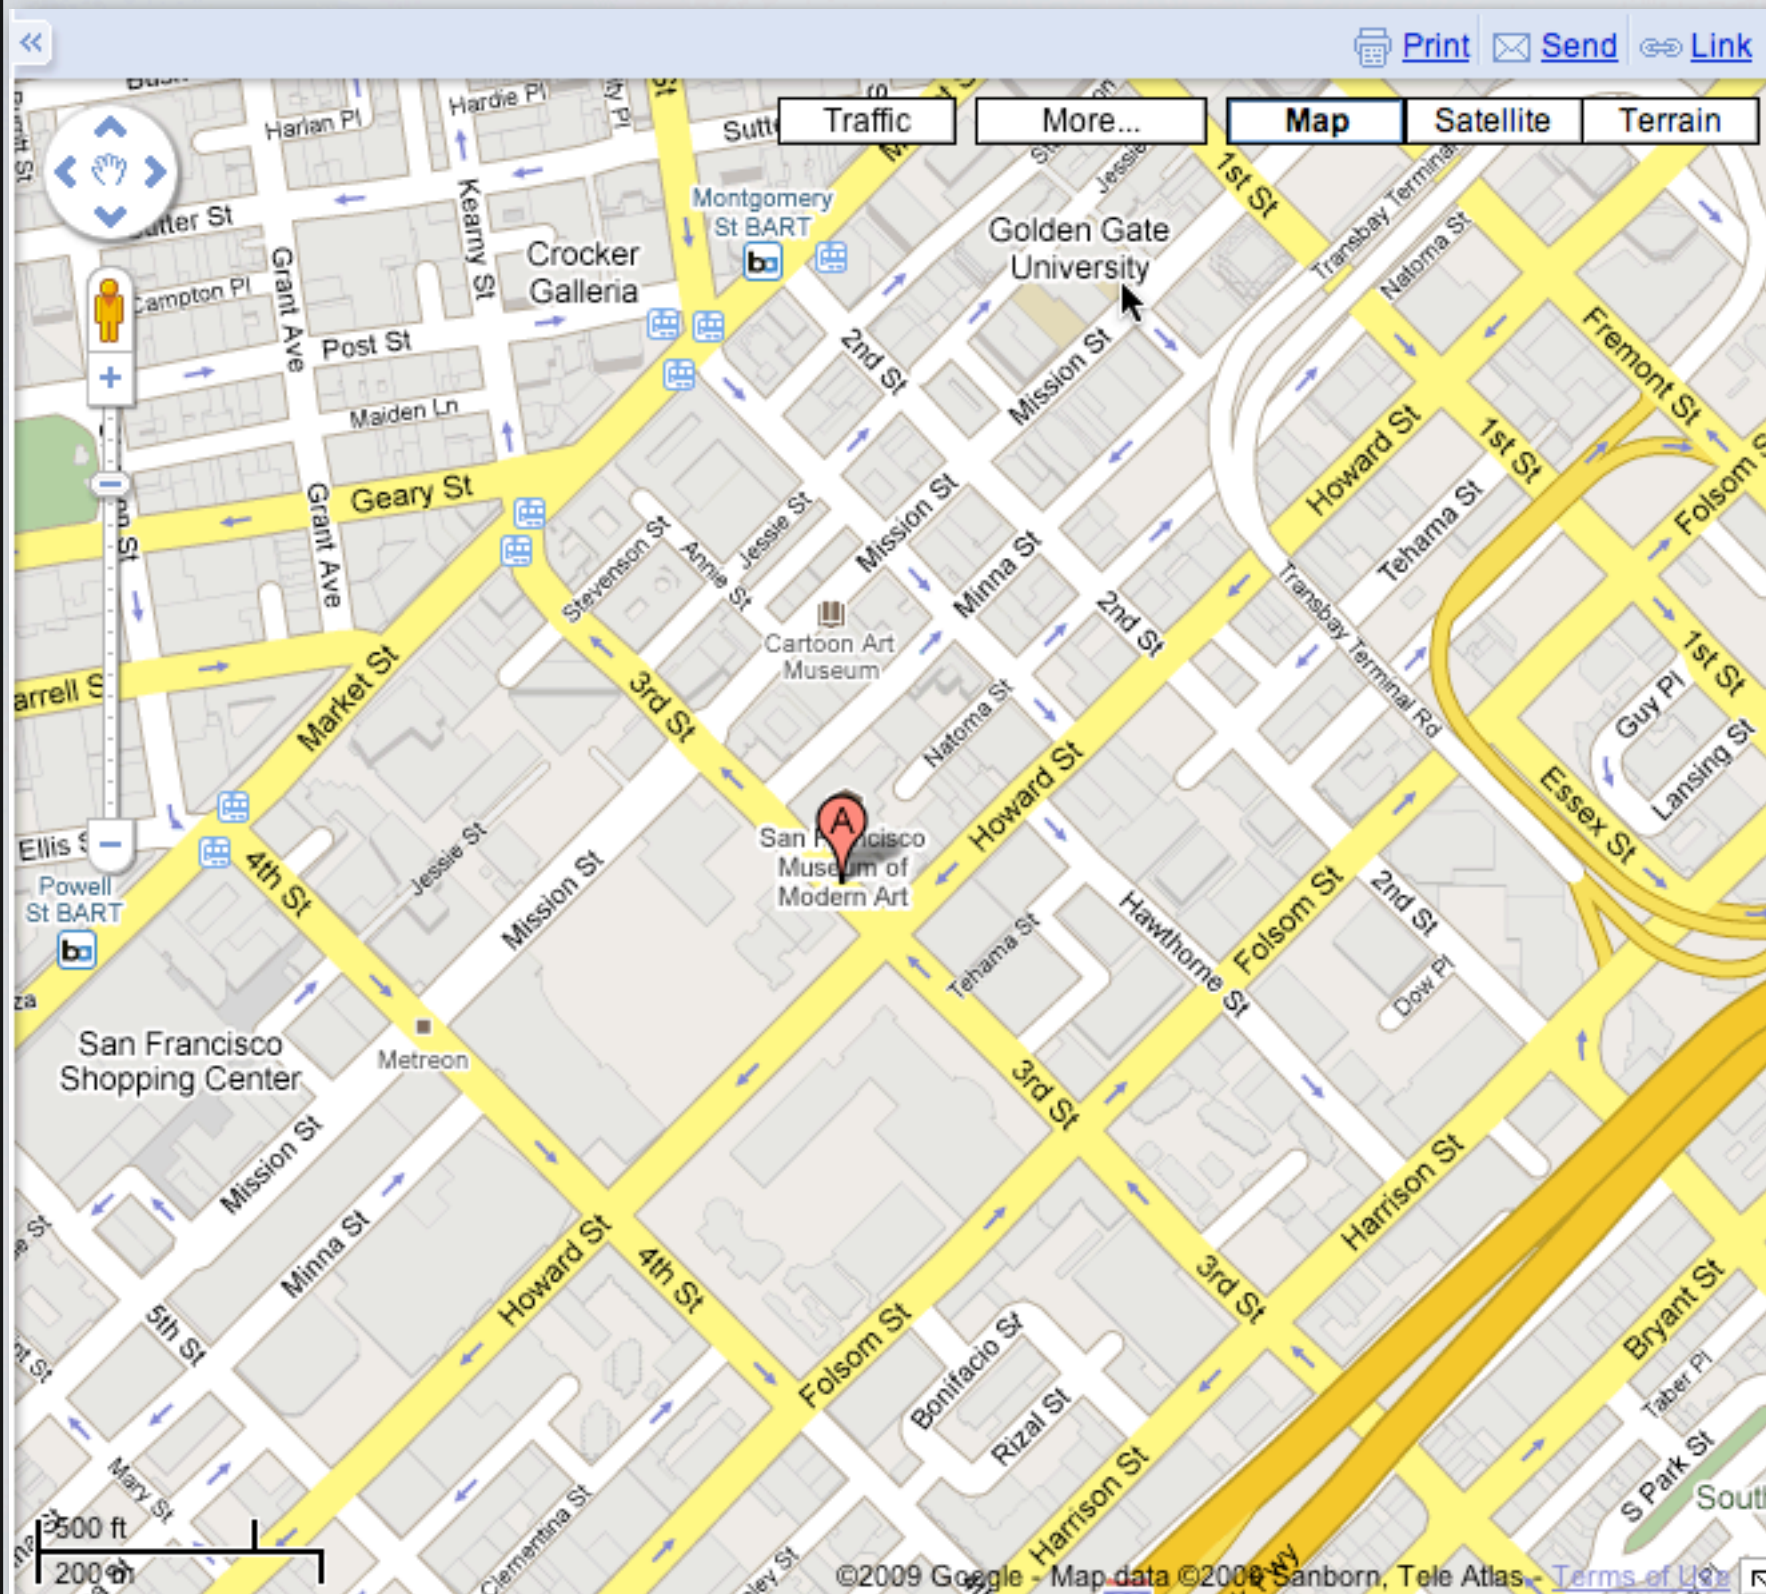 Print
Send
Link
Traffic
More...
Map
Satellite
Terrain
Hardie Pl
Harlan Pl
Kearny St
Montgomery
St BART
1st St
Jessie
Transbay Terminal
Natoma St
Golden Gate
University
Crocker
Galleria
Grant Ave
Campton Pl
Post St
2nd St
Mission St
Fremont St
Maiden Ln
Howard St
1st St
Folsom
Geary St
Grant Ave
Stevenson St
Annie St
Jessie St
Mission St
Minna St
Tehama St
Cartoon Art
Museum
2nd St
Transbay Terminal Rd
1st St
Guy Pl
Lansing St
Market St
3rd St
Natoma St
Howard St
Essex St
San Francisco
Museum of
Modern Art
A
Ellis
Powell
St BART
4th St
Jessie St
Mission St
Tehama St
Hawthorne St
Folsom St
2nd St
Dow Pl
San Francisco
Shopping Center
Metreon
3rd St
Mission St
Minna St
Harrison St
5th St
Howard St
4th St
3rd St
Bryant St
Folsom St
Bonifacio St
Rizal St
Taber Pl
S Park St
Mary St
Clementina St
Harrison St
500 ft
200 m
©2009 Google - Map data ©2009 Sanborn, Tele Atlas - Terms of Use